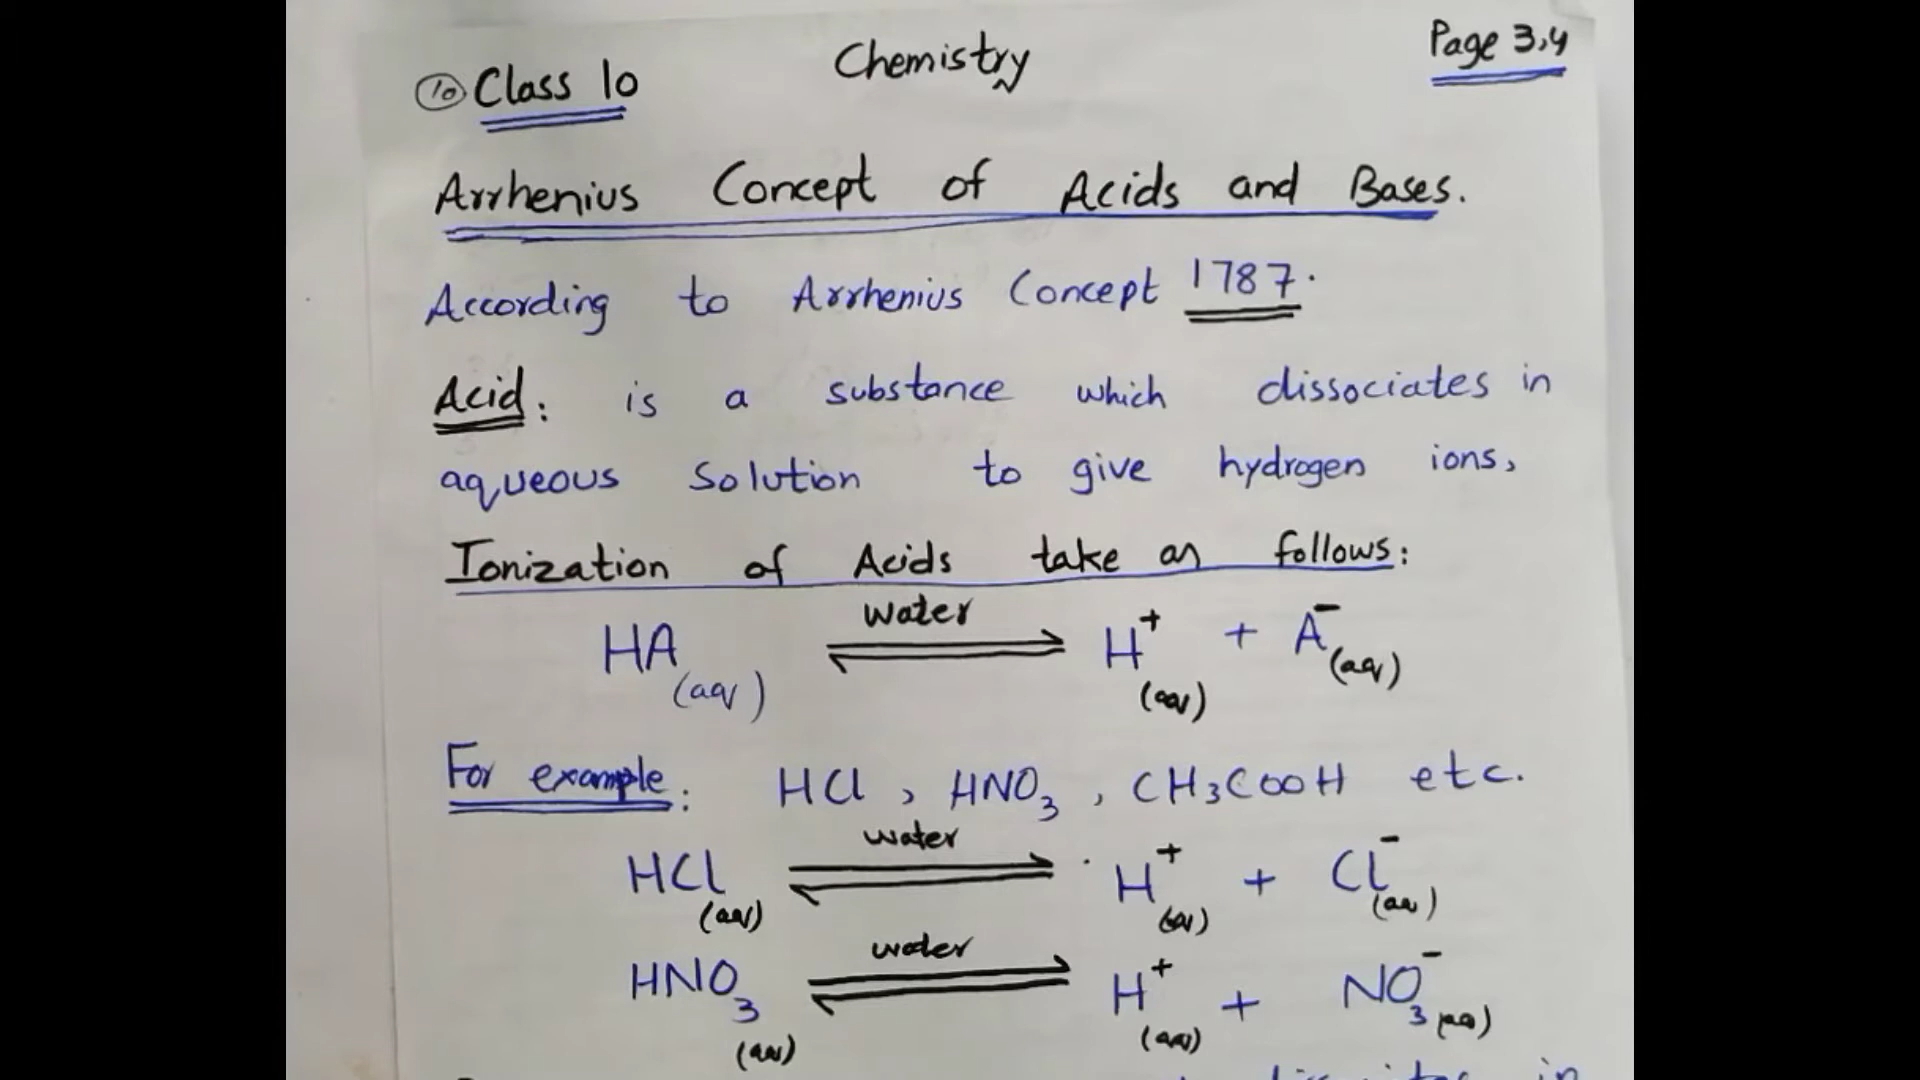 ⑩ Class 10 Chemistry Page 3,4
Arrhenius Concept of Acids and Bases.
According to Arrhenius Concept 1787.
Acid: is a substance which dissociates in
aqueous Solution to give hydrogen ions,
Ionization of Acids take as follows:
water
HA(aq) ⇌ H⁺(aq) + A⁻(aq)
For example: HCl, HNO₃, CH₃COOH etc.
water
HCl(aq) ⇌ H⁺(aq) + Cl⁻(aq)
water
HNO₃(aq) ⇌ H⁺(aq) + NO₃⁻(aq)
in